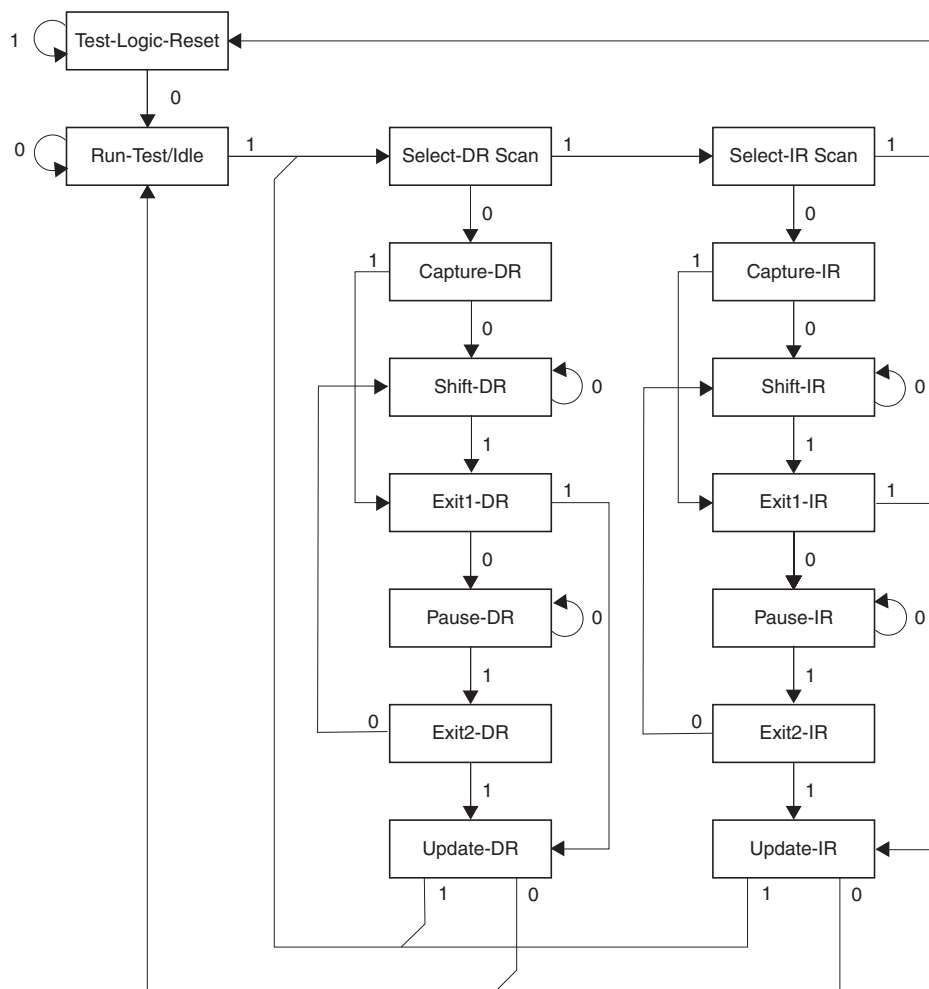 Test-Logic-Reset
1
0
Run-Test/Idle
0
1
Select-DR Scan
1
Select-IR Scan
1
0
0
1
Capture-DR
1
Capture-IR
0
0
Shift-DR
0
Shift-IR
0
1
1
Exit1-DR
1
Exit1-IR
1
0
0
Pause-DR
0
Pause-IR
0
1
1
0
Exit2-DR
0
Exit2-IR
1
1
Update-DR
Update-IR
1
0
1
0